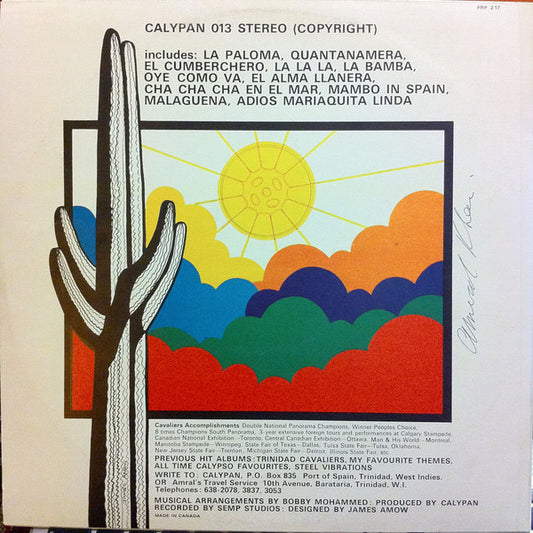 PRP 217
CALYPAN 013 STEREO (COPYRIGHT)
includes: LA PALOMA, QUANTANAMERA,
EL CUMBERCHERO, LA LA LA, LA BAMBA,
OYE COMO VA, EL ALMA LLANERA,
CHA CHA CHA EN EL MAR, MAMBO IN SPAIN,
MALAGUENA, ADIOS MARIAQUITA LINDA
Cavaliers Accomplishments Double National Panorama Champions, Winner Peoples Choice,
8 times Champions South Panorama, 3-year extensive foreign tours and performances at Calgary Stampede,
Canadian National Exhibition—Toronto, Central Canadian Exhibition—Ottawa, Man & His World—Montreal,
Manitoba Stampede—Winnipeg, State Fair of Texas—Dallas, Tulsa State Fair—Tulsa, Oklahoma,
New Jersey State Fair—Trenton, Michigan State Fair—Detroit, Illinois State Fair, etc.
PREVIOUS HIT ALBUMS: TRINIDAD CAVALIERS, MY FAVOURITE THEMES,
ALL TIME CALYPSO FAVOURITES, STEEL VIBRATIONS
WRITE TO: CALYPAN, P.O. Box 835 Port of Spain, Trinidad, West Indies.
OR Amral's Travel Service 10th Avenue, Barataria, Trinidad, W.I.
Telephones: 638-2078, 3837, 3053
MUSICAL ARRANGEMENTS BY BOBBY MOHAMMED: PRODUCED BY CALYPAN
RECORDED BY SEMP STUDIOS: DESIGNED BY JAMES AMOW
MADE IN CANADA